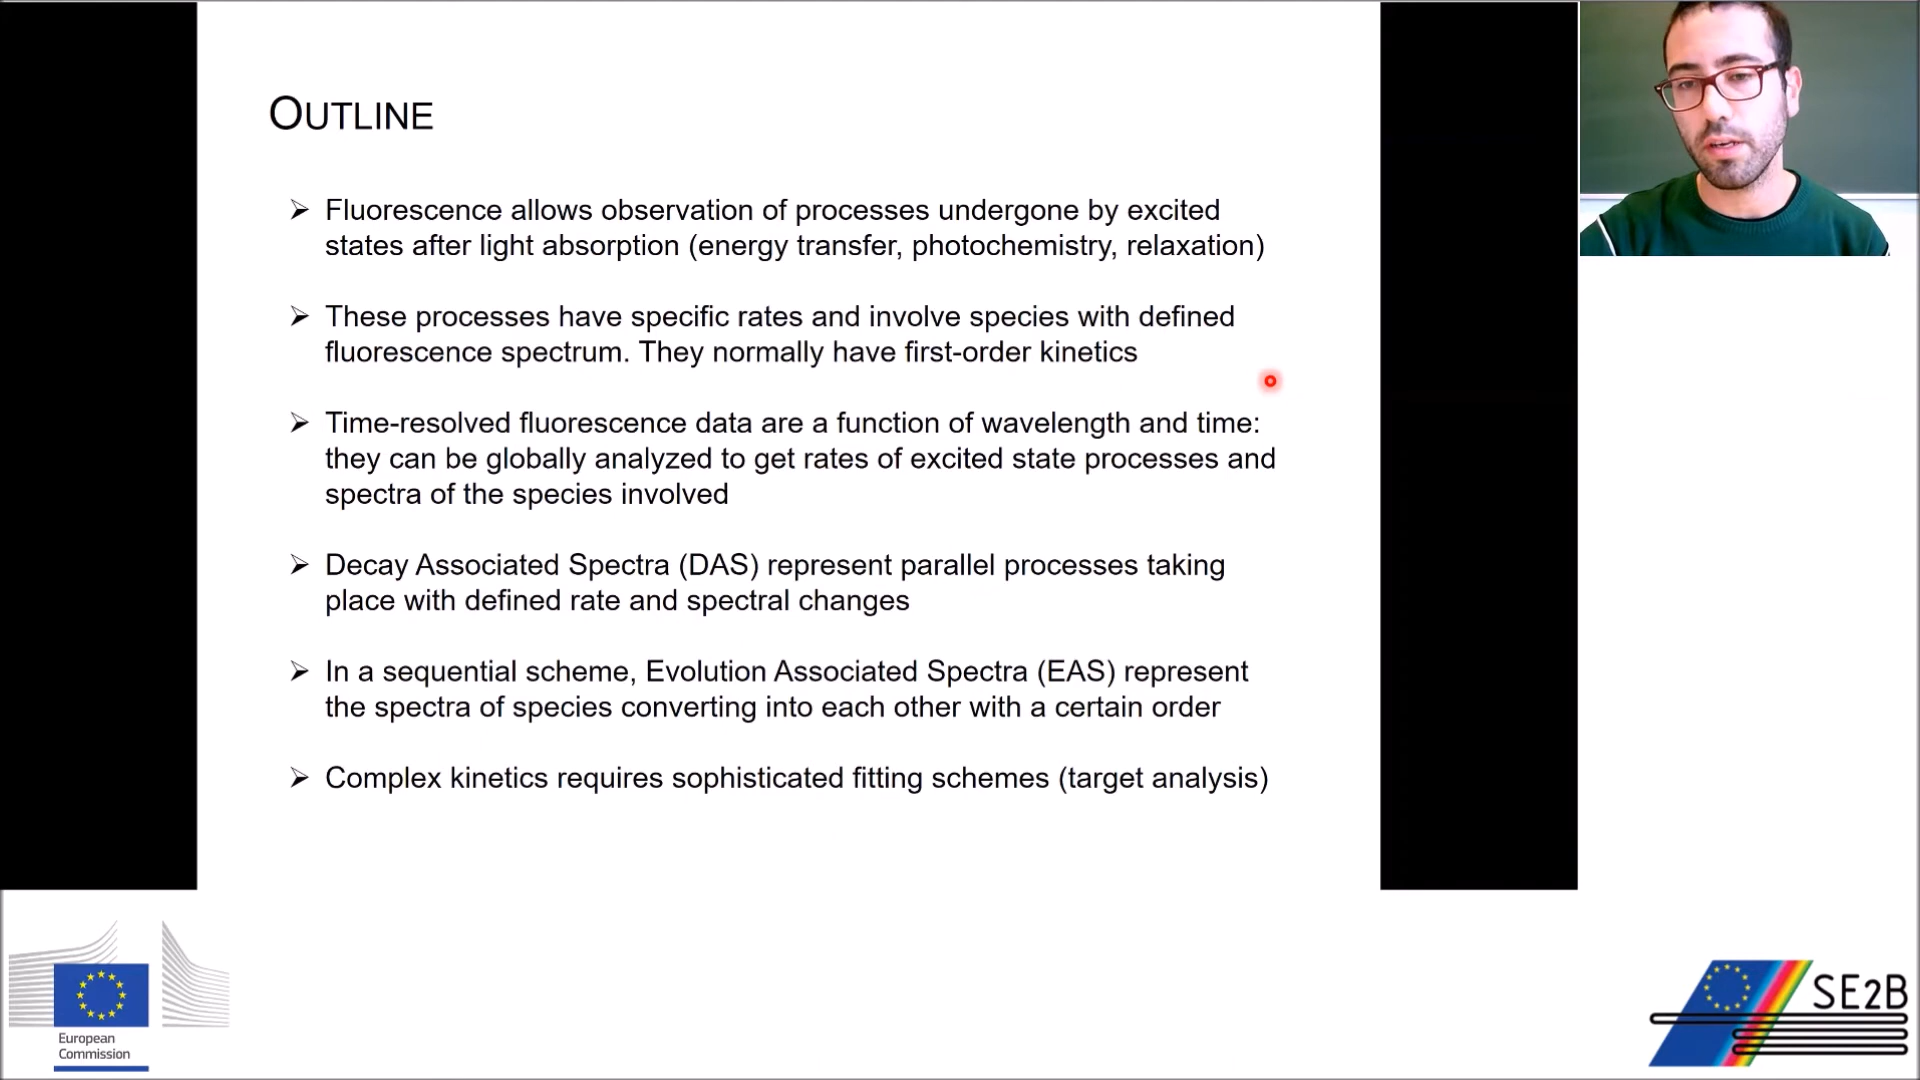 OUTLINE
➢ Fluorescence allows observation of processes undergone by excited
states after light absorption (energy transfer, photochemistry, relaxation)
➢ These processes have specific rates and involve species with defined
fluorescence spectrum. They normally have first-order kinetics
➢ Time-resolved fluorescence data are a function of wavelength and time:
they can be globally analyzed to get rates of excited state processes and
spectra of the species involved
➢ Decay Associated Spectra (DAS) represent parallel processes taking
place with defined rate and spectral changes
➢ In a sequential scheme, Evolution Associated Spectra (EAS) represent
the spectra of species converting into each other with a certain order
➢ Complex kinetics requires sophisticated fitting schemes (target analysis)
European
Commission
SE2B